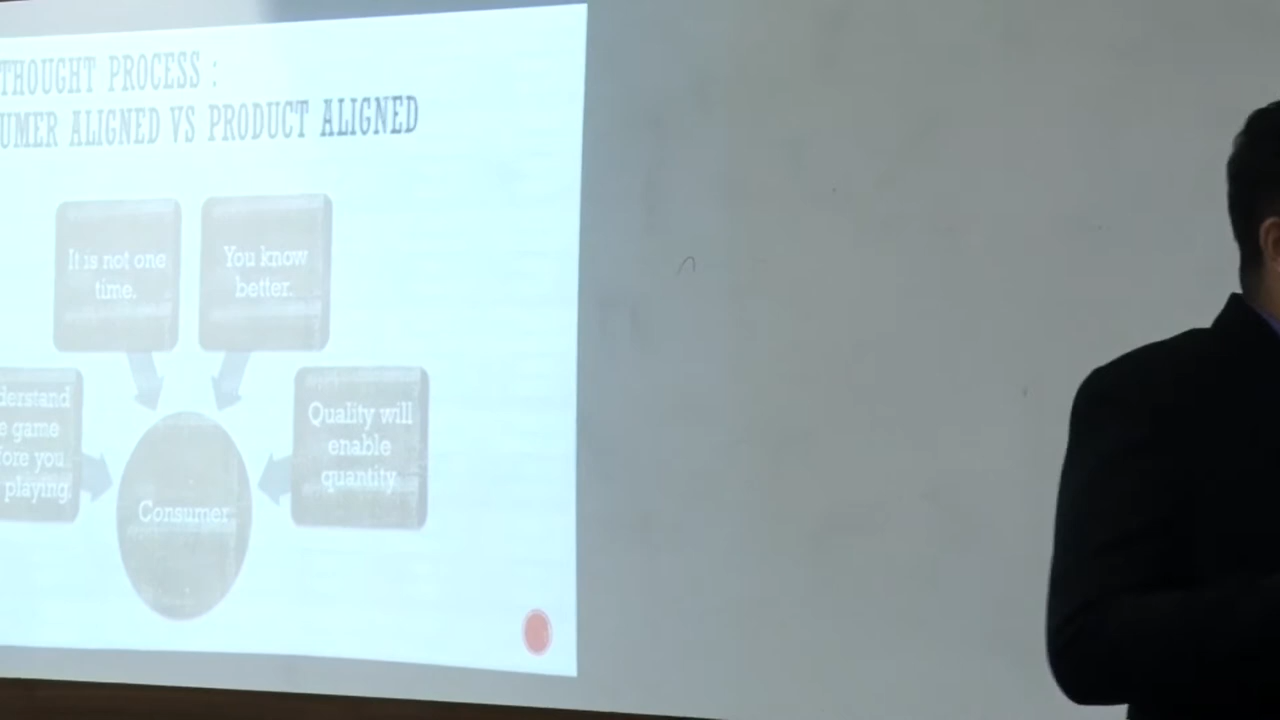 THOUGHT PROCESS :
UMER ALIGNED VS PRODUCT ALIGNED
It is not one
time.
You know
better.
derstand
e game
fore you
playing.
Quality will
enable
quantity
Consumer